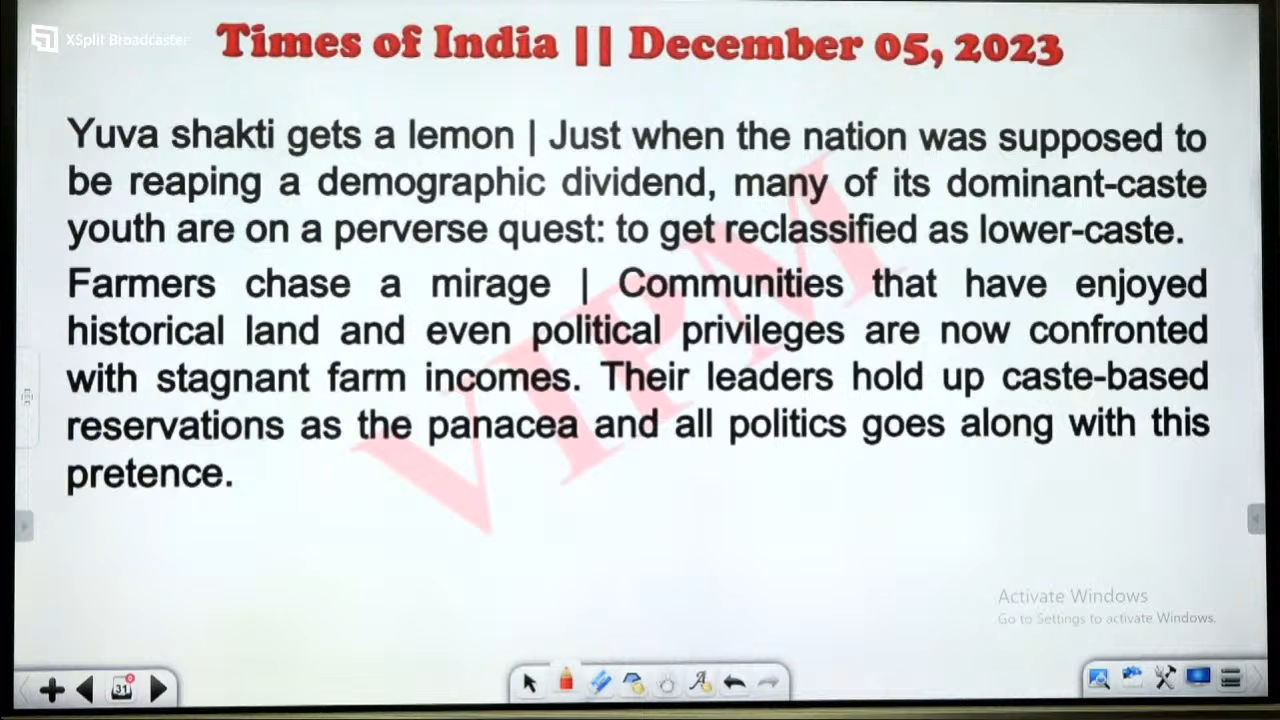 XSplit Broadcaster
Times of India || December 05, 2023
Yuva shakti gets a lemon | Just when the nation was supposed to
be reaping a demographic dividend, many of its dominant-caste
youth are on a perverse quest: to get reclassified as lower-caste.
Farmers chase a mirage | Communities that have enjoyed
historical land and even political privileges are now confronted
with stagnant farm incomes. Their leaders hold up caste-based
reservations as the panacea and all politics goes along with this
pretence.
VIPM
Activate Windows
Go to Settings to activate Windows.
31